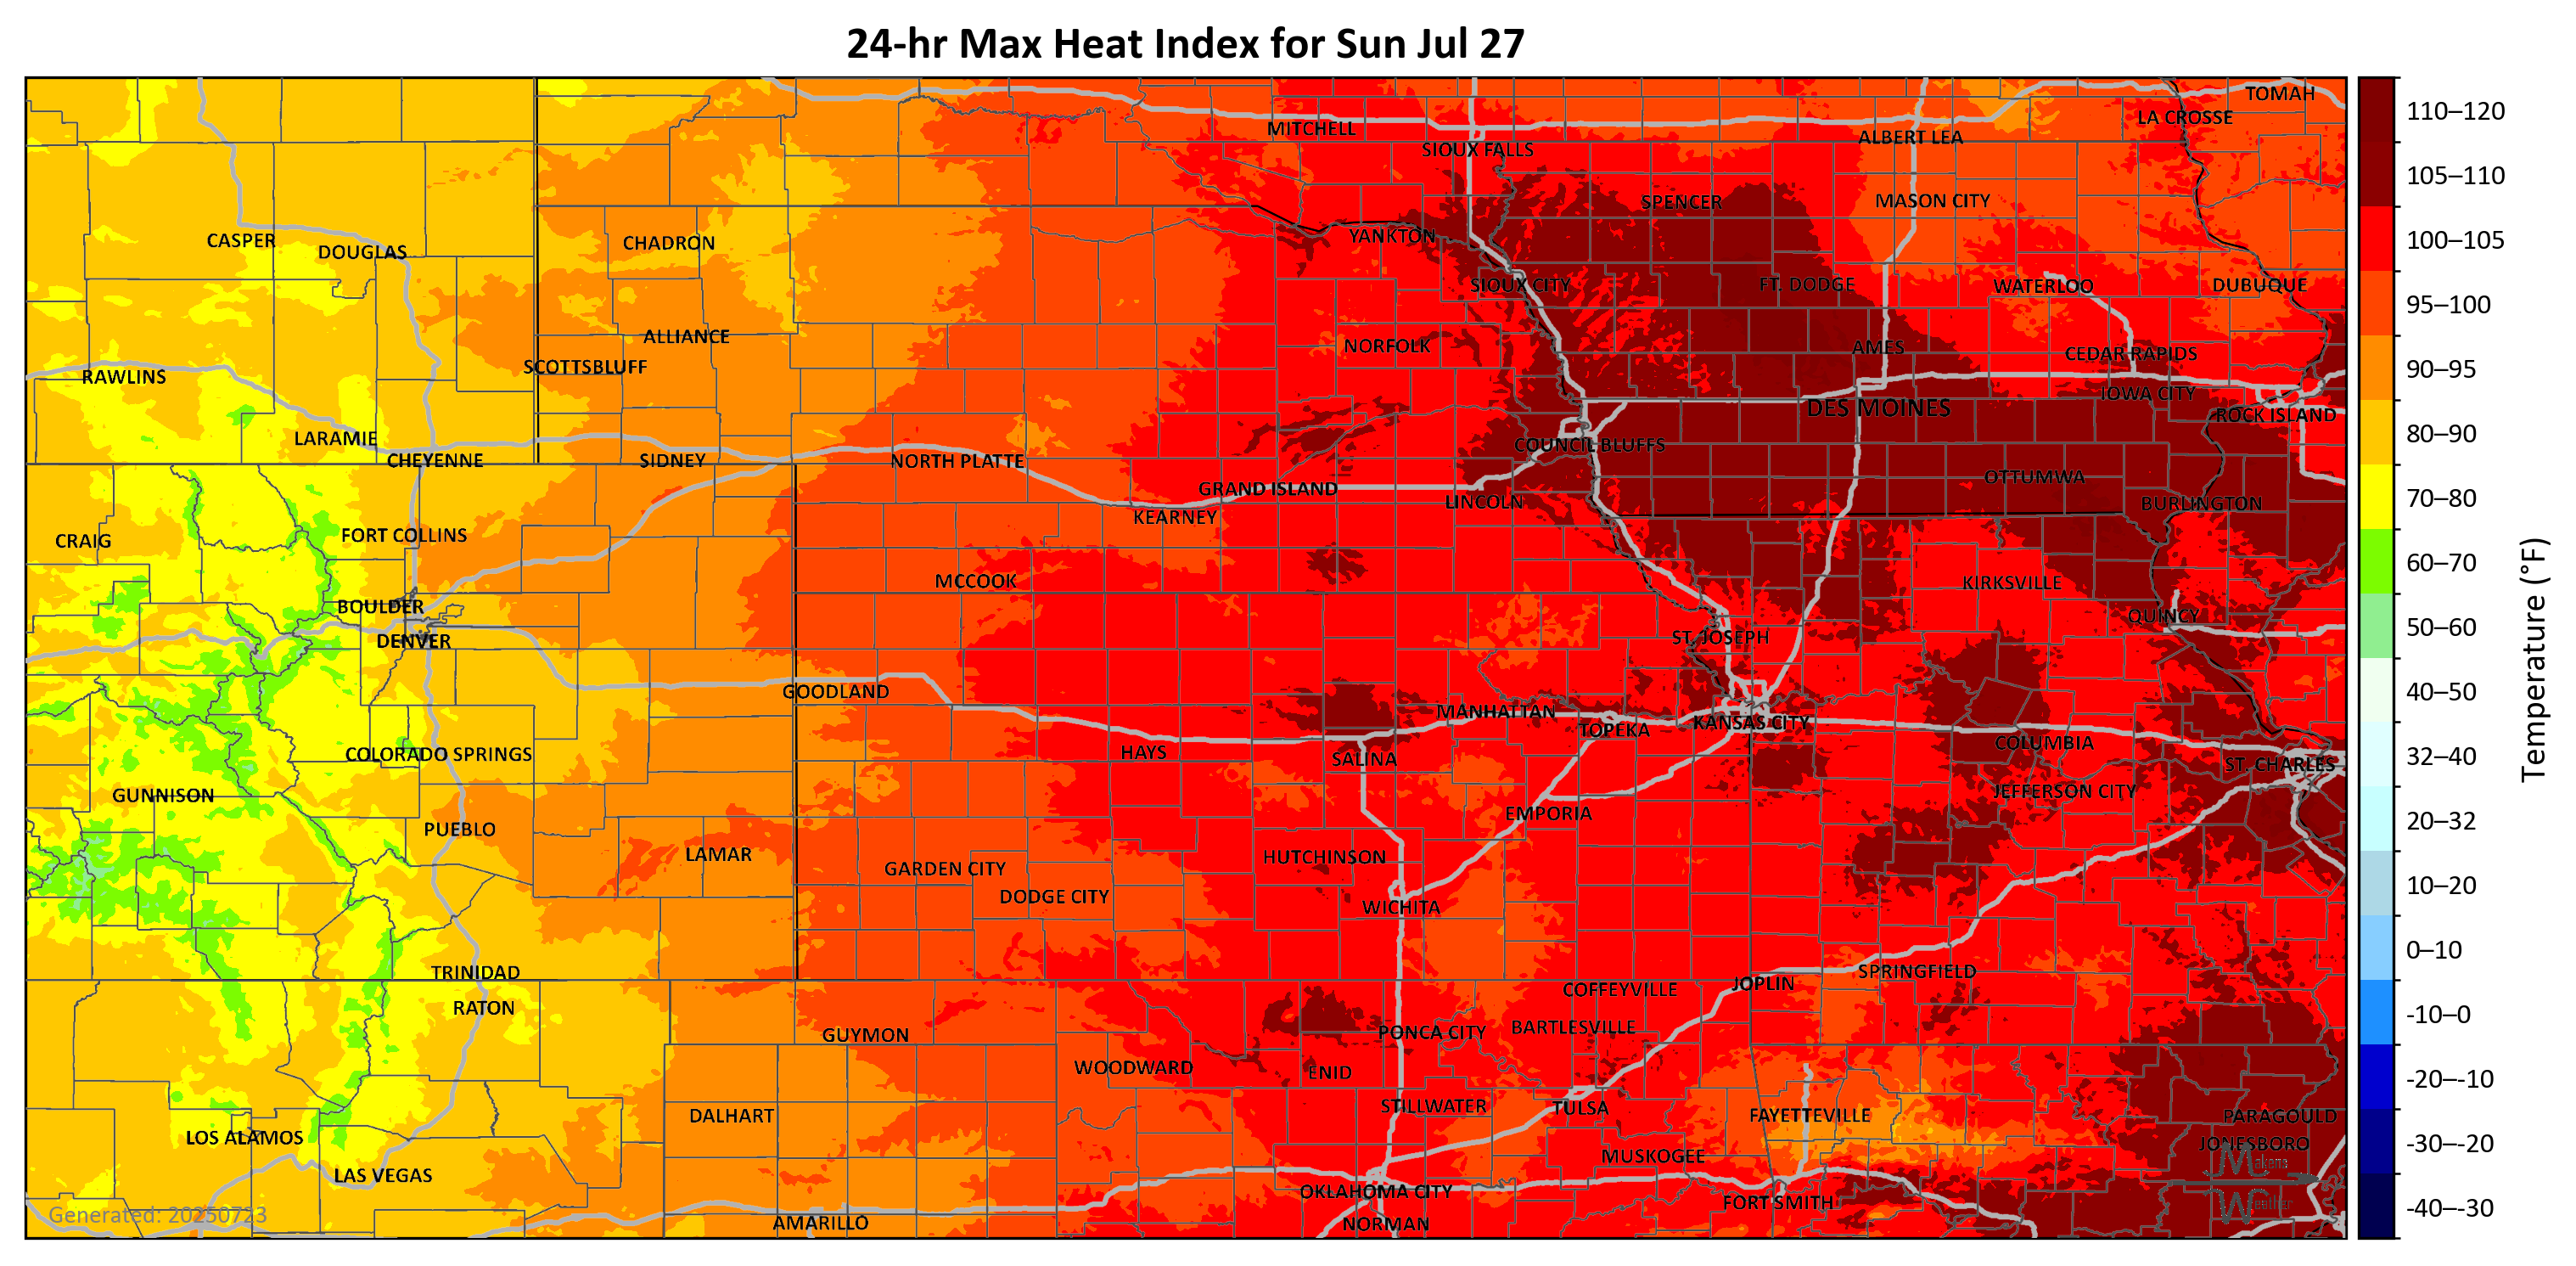 24-hr Max Heat Index for Sun Jul 27
TOMAH
LA CROSSE
MITCHELL
ALBERT LEA
SIOUX FALLS
SPENCER
MASON CITY
YANKTON
CASPER
DOUGLAS
CHADRON
SIOUX CITY
FT. DODGE
WATERLOO
DUBUQUE
ALLIANCE
NORFOLK
AMES
CEDAR RAPIDS
SCOTTSBLUFF
RAWLINS
IOWA CITY
DES MOINES
ROCK ISLAND
LARAMIE
COUNCIL BLUFFS
CHEYENNE
SIDNEY
NORTH PLATTE
OTTUMWA
GRAND ISLAND
LINCOLN
BURLINGTON
KEARNEY
CRAIG
FORT COLLINS
MCCOOK
KIRKSVILLE
BOULDER
QUINCY
DENVER
ST. JOSEPH
GOODLAND
MANHATTAN
TOPEKA
KANSAS CITY
COLUMBIA
COLORADO SPRINGS
HAYS
SALINA
ST. CHARLES
GUNNISON
JEFFERSON CITY
EMPORIA
PUEBLO
LAMAR
HUTCHINSON
GARDEN CITY
DODGE CITY
WICHITA
TRINIDAD
SPRINGFIELD
JOPLIN
COFFEYVILLE
RATON
GUYMON
PONCA CITY
BARTLESVILLE
WOODWARD
ENID
STILLWATER
TULSA
DALHART
FAYETTEVILLE
PARAGOULD
LOS ALAMOS
JONESBORO
MUSKOGEE
LAS VEGAS
OKLAHOMA CITY
FORT SMITH
AMARILLO
NORMAN
Makens
Weather
Generated: 20250723
110–120
105–110
100–105
95–100
90–95
80–90
70–80
60–70
50–60
40–50
32–40
20–32
10–20
0–10
-10–0
-20–-10
-30–-20
-40–-30
Temperature (°F)